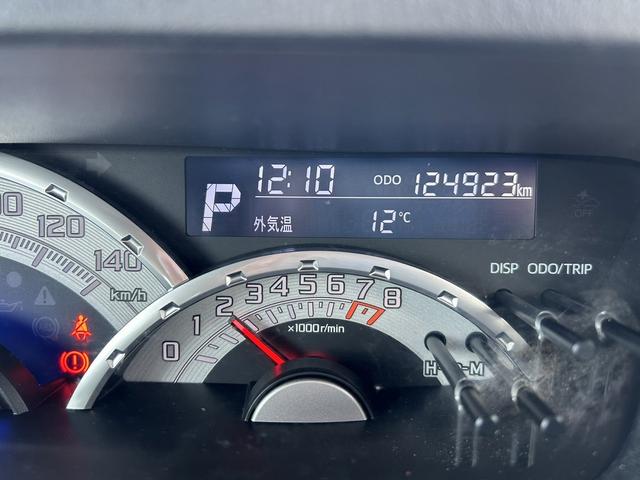 12:10 ODO 124923km
P
外気温 12℃
120
140
km/h
DISP ODO/TRIP
OFF
0 1 2 3 4 5 6 7 8
×1000r/min
H-M